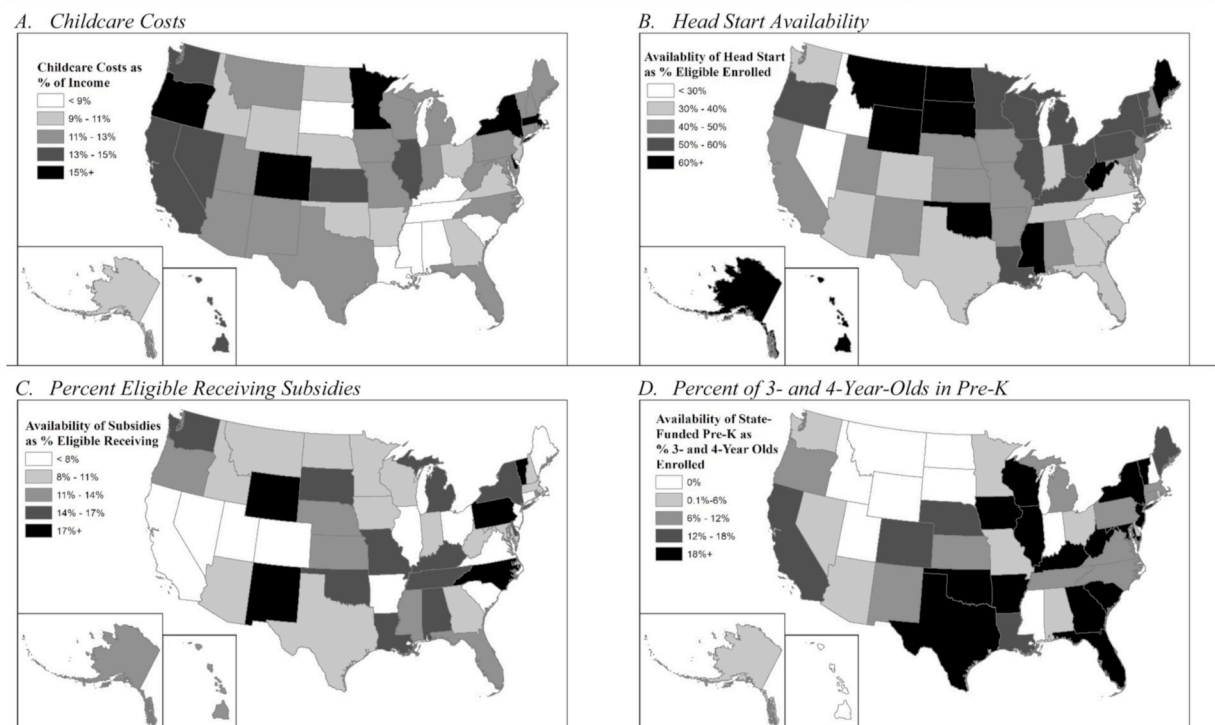 A. Childcare Costs
Childcare Costs as
% of Income
< 9%
9% - 11%
11% - 13%
13% - 15%
15%+
B. Head Start Availability
Availablity of Head Start
as % Eligible Enrolled
< 30%
30% - 40%
40% - 50%
50% - 60%
60%+
C. Percent Eligible Receiving Subsidies
Availability of Subsidies
as % Eligible Receiving
< 8%
8% - 11%
11% - 14%
14% - 17%
17%+
D. Percent of 3- and 4-Year-Olds in Pre-K
Availability of State-
Funded Pre-K as
% 3- and 4-Year Olds
Enrolled
0%
0.1%-6%
6% - 12%
12% - 18%
18%+